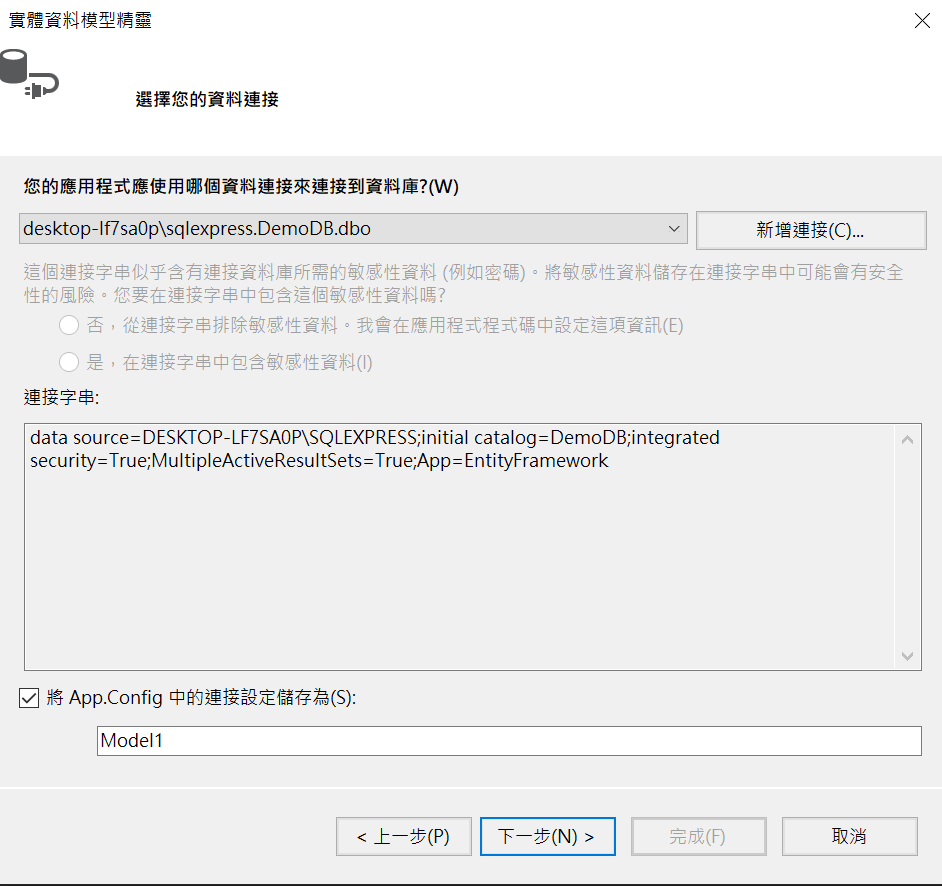 實體資料模型精靈
選擇您的資料連接
您的應用程式應使用哪個資料連接來連接到資料庫?(W)
desktop-lf7sa0p\sqlexpress.DemoDB.dbo
新增連接(C)...
這個連接字串似乎含有連接資料庫所需的敏感性資料 (例如密碼)。將敏感性資料儲存在連接字串中可能會有安全
性的風險。您要在連接字串中包含這個敏感性資料嗎?
否，從連接字串排除敏感性資料。我會在應用程式程式碼中設定這項資訊(E)
是，在連接字串中包含敏感性資料(I)
連接字串:
data source=DESKTOP-LF7SA0P\SQLEXPRESS;initial catalog=DemoDB;integrated
security=True;MultipleActiveResultSets=True;App=EntityFramework
將 App.Config 中的連接設定儲存為(S):
Model1
< 上一步(P)
下一步(N) >
完成(F)
取消